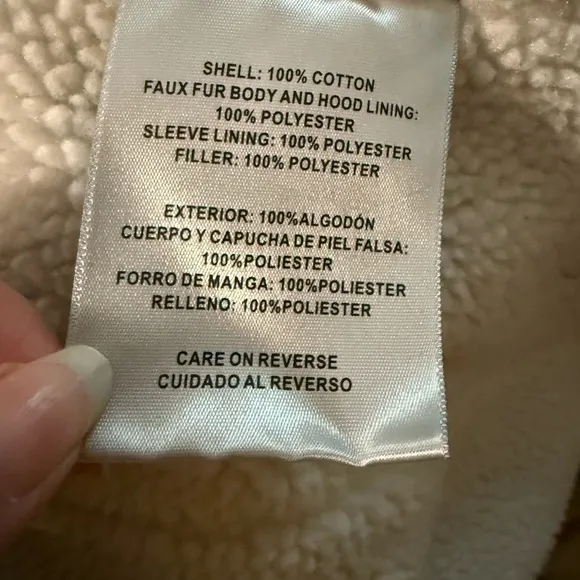 SHELL: 100% COTTON
FAUX FUR BODY AND HOOD LINING:
100% POLYESTER
SLEEVE LINING: 100% POLYESTER
FILLER: 100% POLYESTER
EXTERIOR: 100%ALGODÓN
CUERPO Y CAPUCHA DE PIEL FALSA:
100%POLIESTER
FORRO DE MANGA: 100%POLIESTER
RELLENO: 100%POLIESTER
CARE ON REVERSE
CUIDADO AL REVERSO